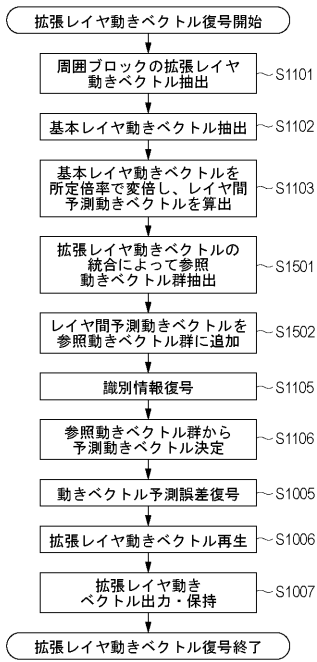 拡張レイヤ動きベクトル復号開始
周囲ブロックの拡張レイヤ
動きベクトル抽出
S1101
基本レイヤ動きベクトル抽出
S1102
基本レイヤ動きベクトルを
所定倍率で変倍し、レイヤ間
予測動きベクトルを算出
S1103
拡張レイヤ動きベクトルの
統合によって参照
動きベクトル群抽出
S1501
レイヤ間予測動きベクトルを
参照動きベクトル群に追加
S1502
識別情報復号
S1105
参照動きベクトル群から
予測動きベクトル決定
S1106
動きベクトル予測誤差復号
S1005
拡張レイヤ動きベクトル再生
S1006
拡張レイヤ動き
ベクトル出力・保持
S1007
拡張レイヤ動きベクトル復号終了